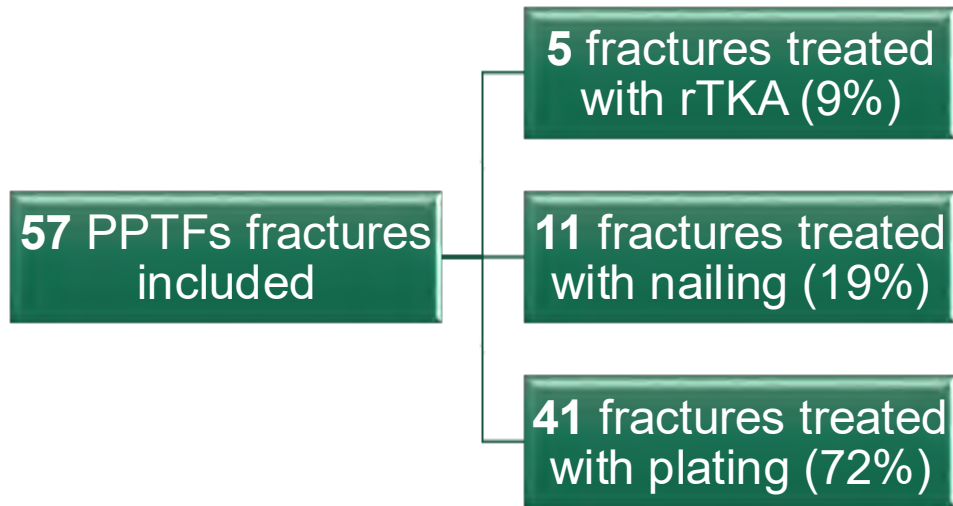 5 fractures treated
with rTKA (9%)
57 PPTFs fractures
included
11 fractures treated
with nailing (19%)
41 fractures treated
with plating (72%)